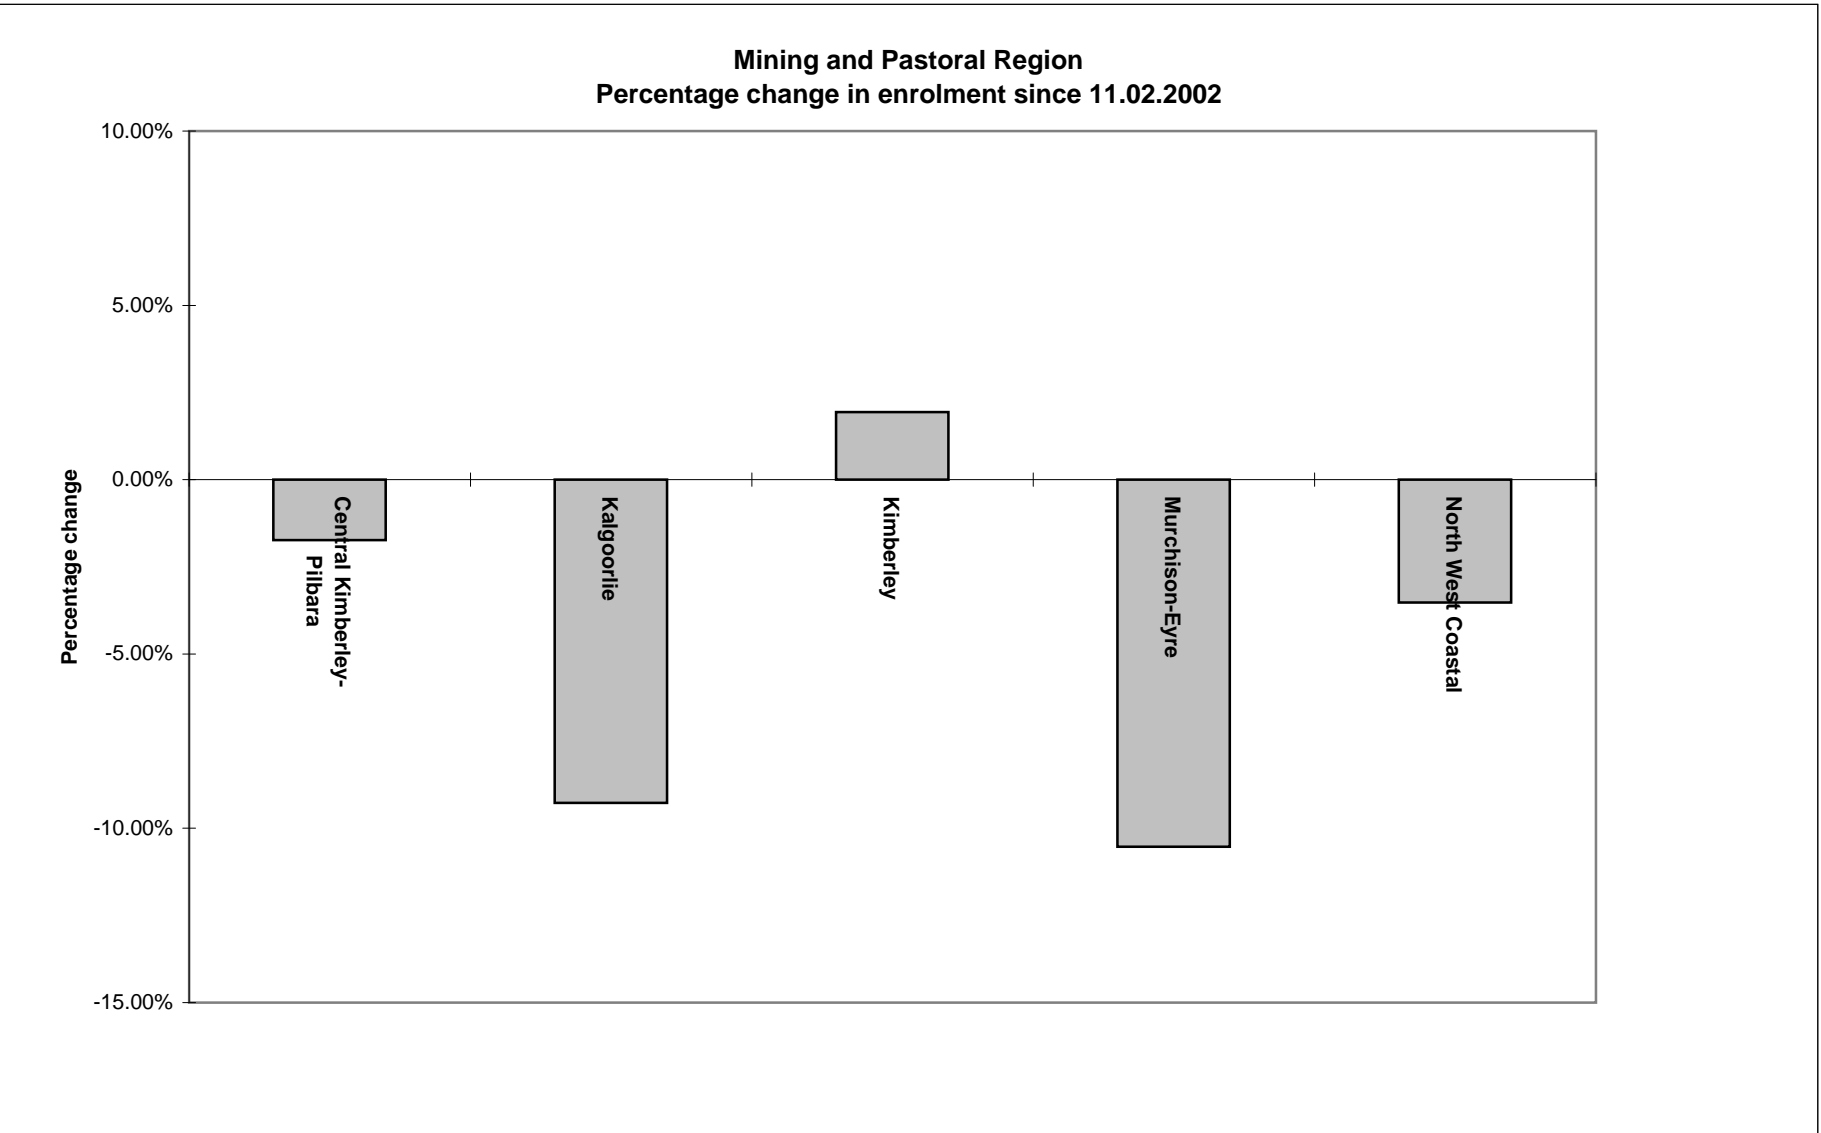 Mining and Pastoral Region
Percentage change in enrolment since 11.02.2002
10.00%
5.00%
0.00%
-5.00%
-10.00%
-15.00%
Percentage change
Central Kimberley-
Pilbara
Kalgoorlie
Kimberley
Murchison-Eyre
North West Coastal